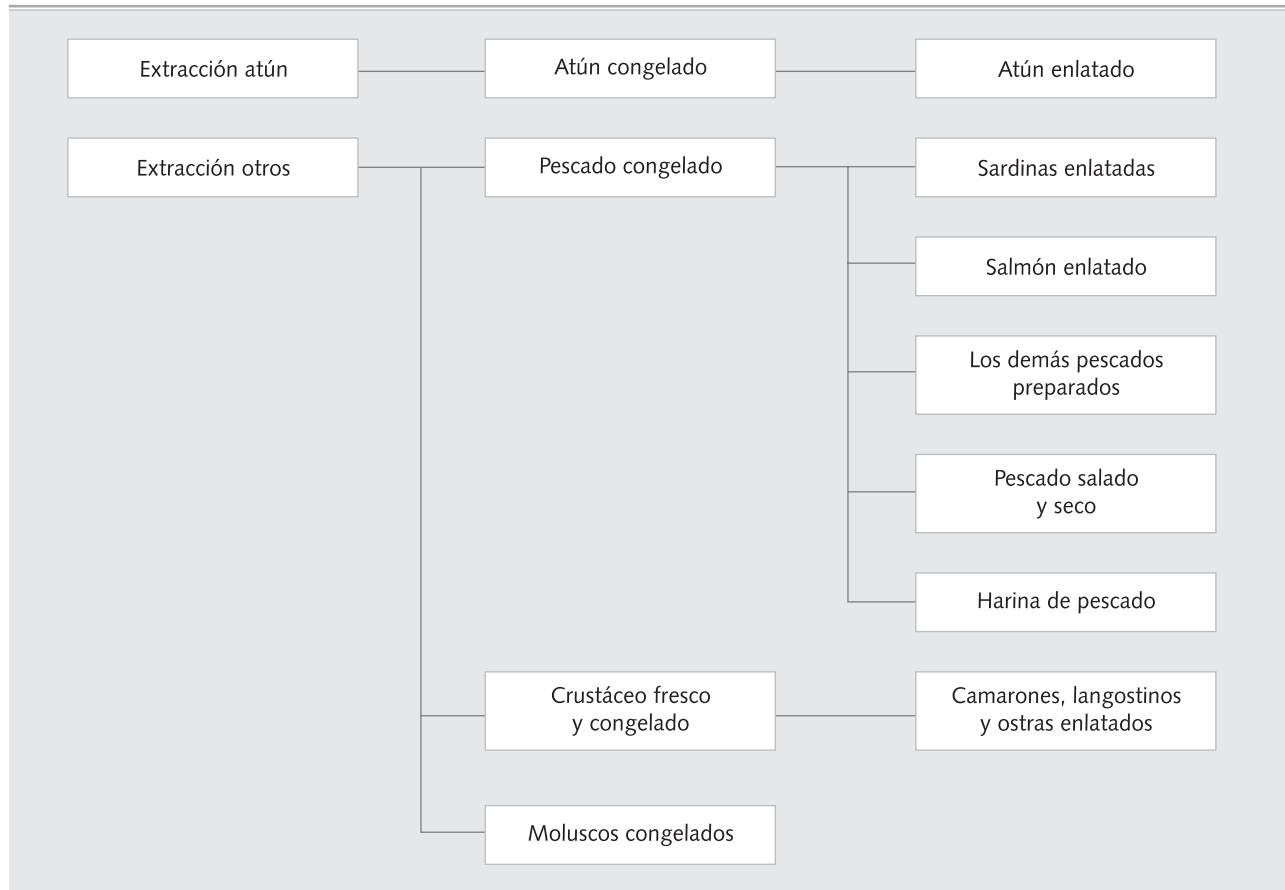 Extracción atún
Atún congelado
Atún enlatado
Extracción otros
Pescado congelado
Sardinas enlatadas
Salmón enlatado
Los demás pescados
preparados
Pescado salado
y seco
Harina de pescado
Crustáceo fresco
y congelado
Camarones, langostinos
y ostras enlatados
Moluscos congelados